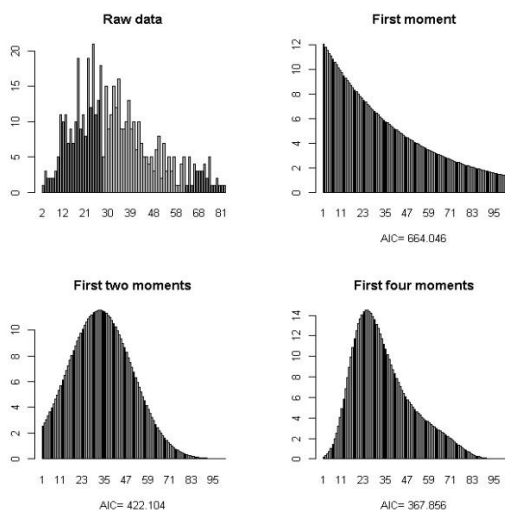 Raw data
20
15
10
5
0
2 12 21 30 39 48 58 68 81
First moment
12
10
8
6
4
2
0
1 11 23 35 47 59 71 83 95
AIC= 664.046
First two moments
10
8
6
4
2
0
1 11 23 35 47 59 71 83 95
AIC= 422.104
First four moments
14
12
10
8
6
4
2
0
1 11 23 35 47 59 71 83 95
AIC= 367.856